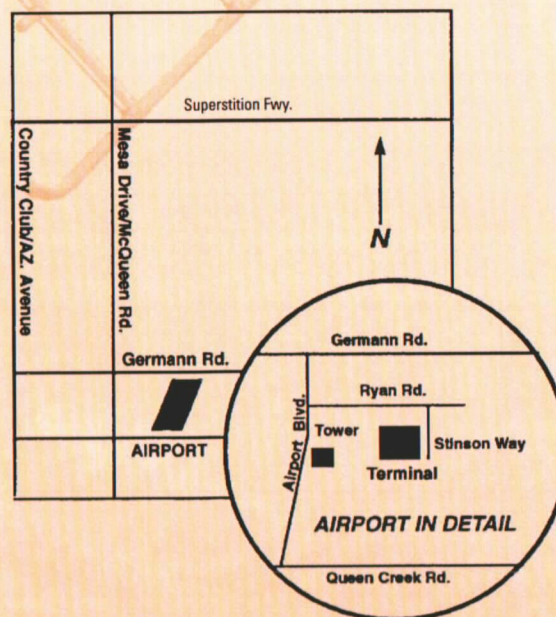 Superstition Fwy.
Country Club/AZ. Avenue
Mesa Drive/McQueen Rd.
N
Germann Rd.
AIRPORT
Germann Rd.
Ryan Rd.
Airport Blvd.
Tower
Stinson Way
Terminal
AIRPORT IN DETAIL
Queen Creek Rd.